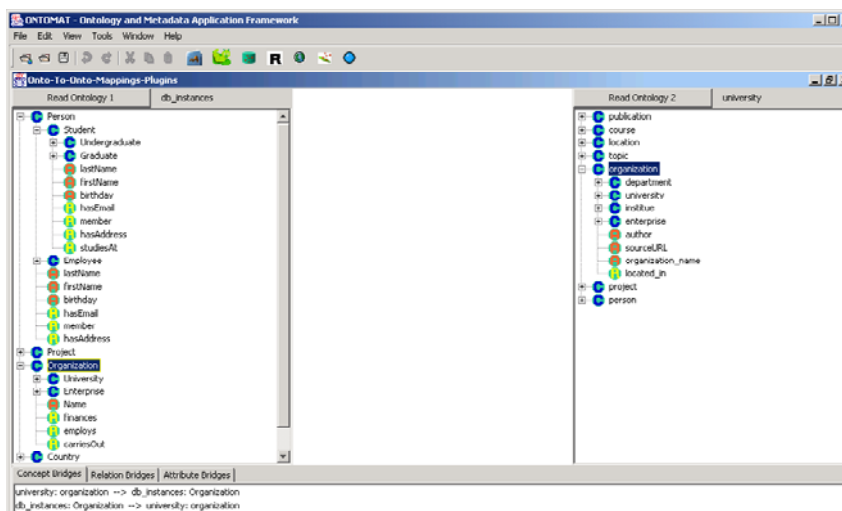 ONTOMAT - Ontology and Metadata Application Framework
File Edit View Tools Window Help
R
Onto-To-Onto-Mappings-Plugins
Read Ontology 1 db_instances
Person
Student
Undergraduate
Graduate
lastName
firstName
birthday
hasEmail
member
hasAddress
studiesAt
Employee
lastName
firstName
birthday
hasEmail
member
hasAddress
Project
Organization
University
Enterprise
Name
finances
employs
carriesOut
Country
Read Ontology 2 university
publication
course
location
topic
organization
department
university
institue
enterprise
author
sourceURL
organization_name
located_in
project
person
Concept Bridges Relation Bridges Attribute Bridges
university: organization --> db_instances: Organization
db_instances: Organization --> university: organization